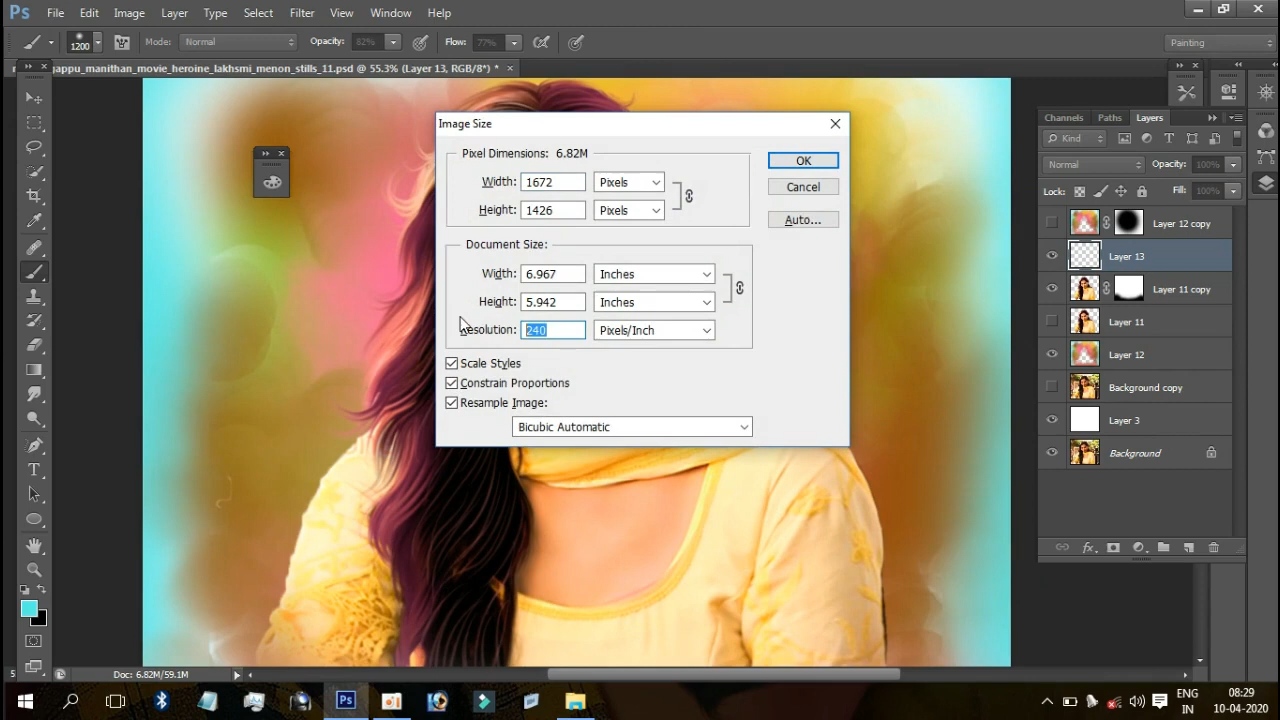 Ps File Edit Image Layer Type Select Filter View Window Help
1200 Mode: Normal Opacity: 82% Flow: 77% Painting
appu_manithan_movie_heroine_lakhsmi_menon_stills_11.psd @ 55.3% (Layer 13, RGB/8*) *
Image Size
Pixel Dimensions: 6.82M
Width: 1672 Pixels
Height: 1426 Pixels
OK
Cancel
Auto...
Document Size:
Width: 6.967 Inches
Height: 5.942 Inches
Resolution: 240 Pixels/Inch
Scale Styles
Constrain Proportions
Resample Image:
Bicubic Automatic
Channels Paths Layers
Kind
Normal Opacity: 100%
Lock: Fill: 100%
Layer 12 copy
Layer 13
Layer 11 copy
Layer 11
Layer 12
Background copy
Layer 3
Background
fx
5 Doc: 6.82M/59.1M
Ps
ENG
IN
08:29
10-04-2020